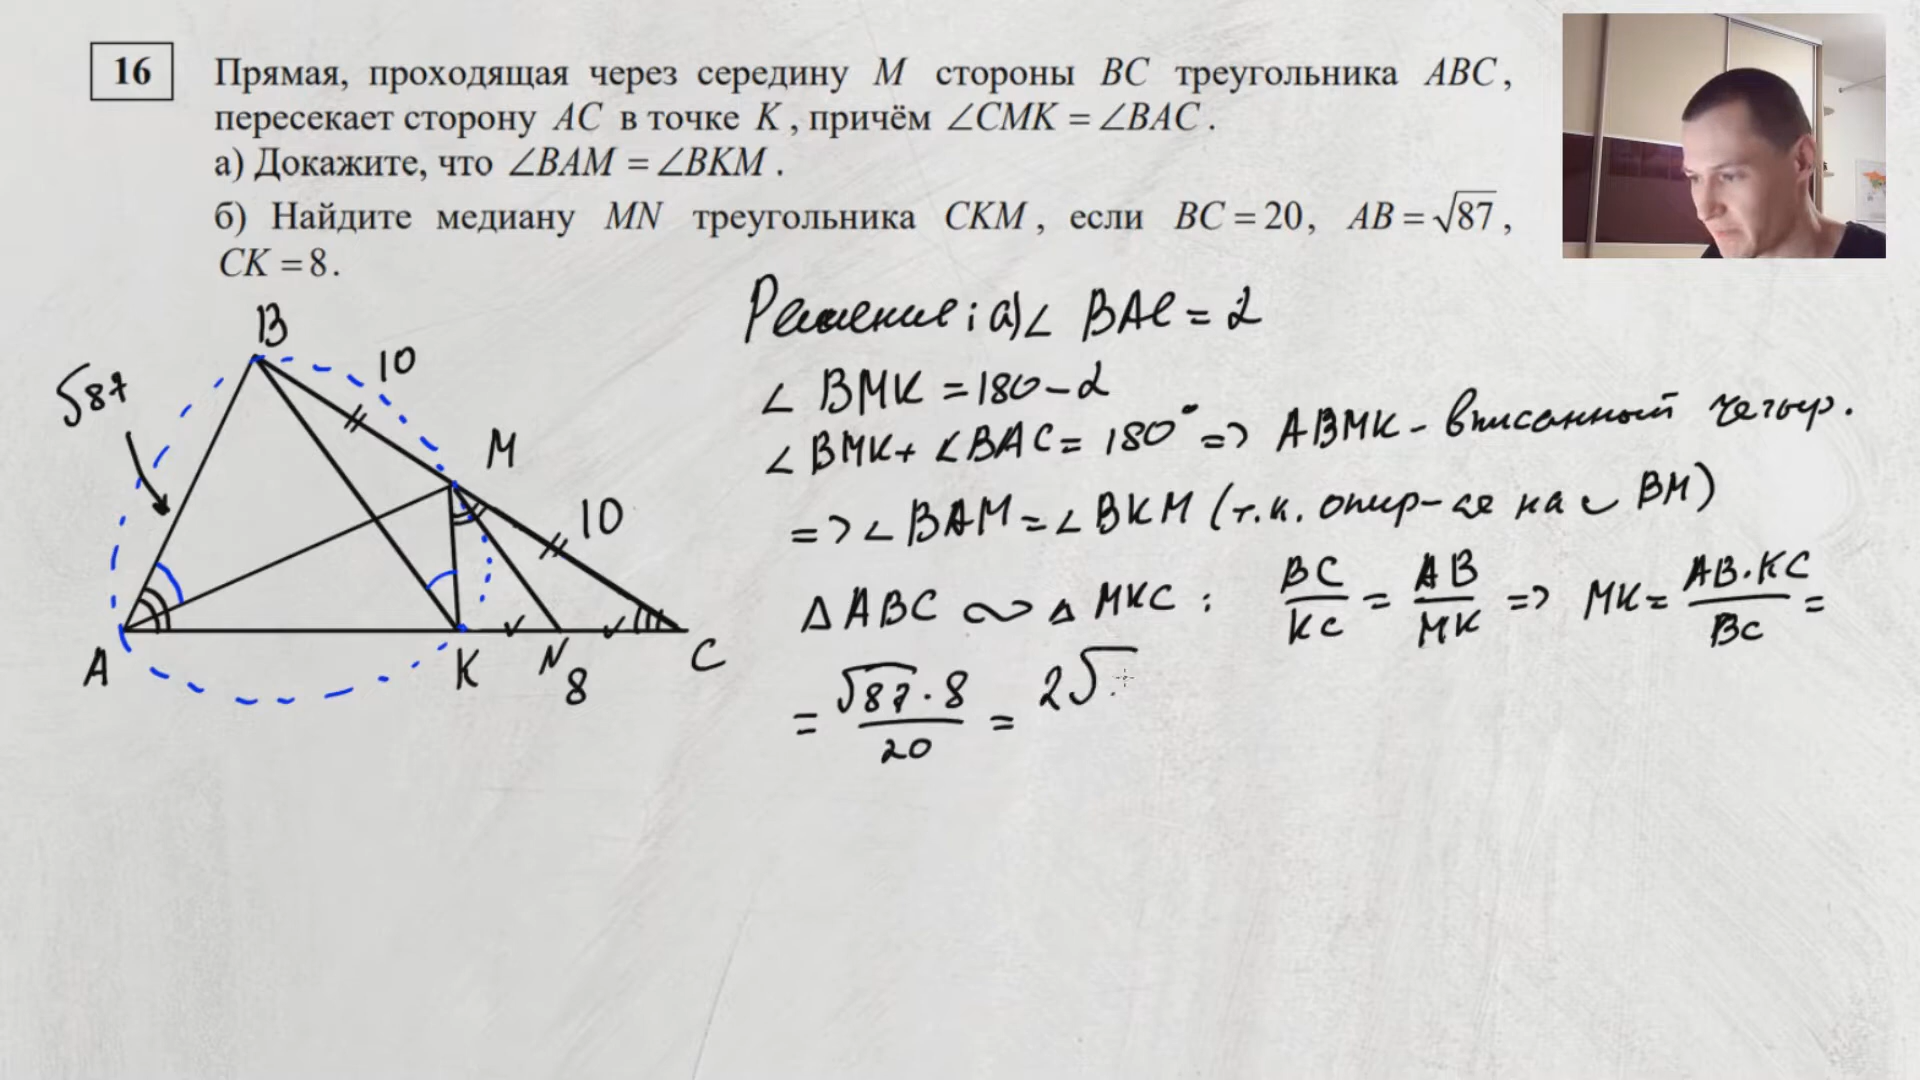 16
Прямая, проходящая через середину M стороны BC треугольника ABC,
пересекает сторону AC в точке K, причём ∠CMK = ∠BAC.
а) Докажите, что ∠BAM = ∠BKM.
б) Найдите медиану MN треугольника CKM, если BC = 20, AB = √87,
CK = 8.
Решение: а) ∠ BAC = α
∠ BMK = 180 - α
∠ BMK + ∠ BAC = 180° => ABMK - вписанный четыр.
=> ∠ BAM = ∠ BKM (т.к. опир-ся на ◡ BM)
Δ ABC ∾ Δ MKC : BC/KC = AB/MK => MK = AB·KC/BC =
= √87 · 8/20 = 2√
B
10
√87
M
10
A
K
N
8
C